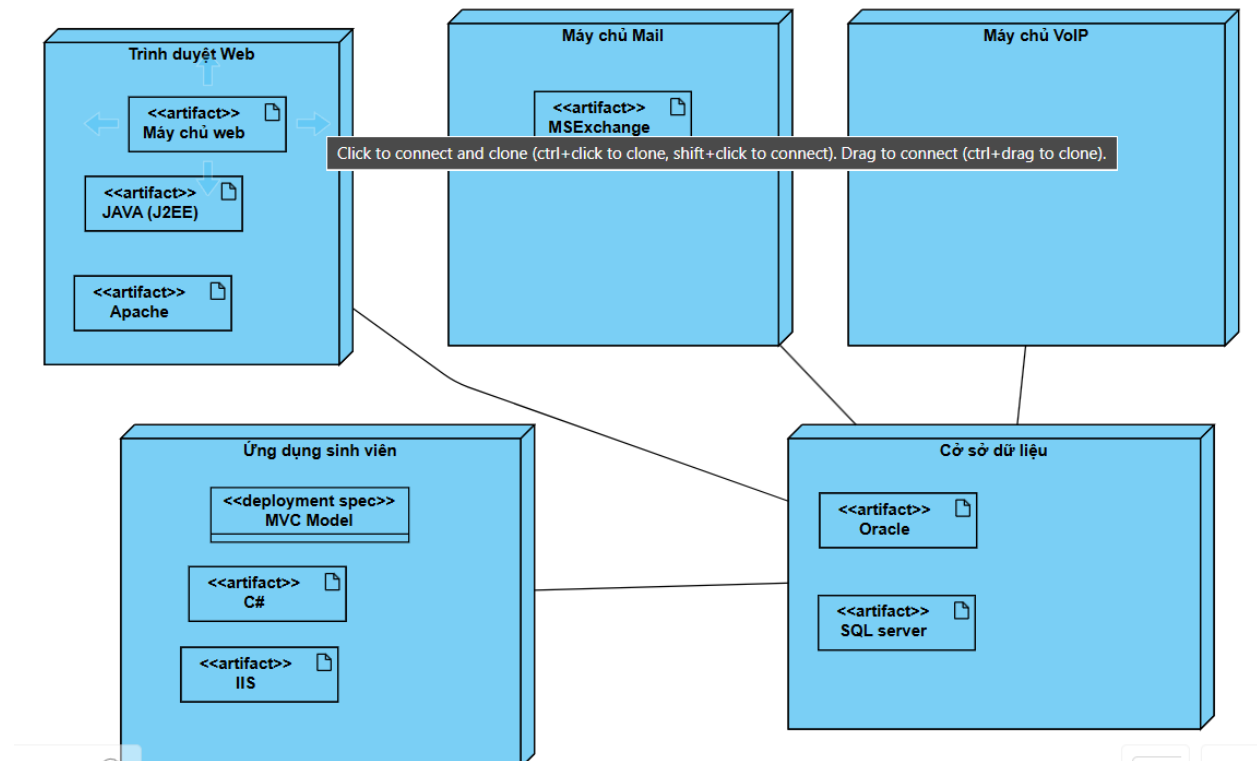 Trình duyệt Web
<<artifact>>
Máy chủ web
<<artifact>>
JAVA (J2EE)
<<artifact>>
Apache
Máy chủ Mail
<<artifact>>
MSExchange
Máy chủ VoIP
Click to connect and clone (ctrl+click to clone, shift+click to connect). Drag to connect (ctrl+drag to clone).
Ứng dụng sinh viên
<<deployment spec>>
MVC Model
<<artifact>>
C#
<<artifact>>
IIS
Cở sở dữ liệu
<<artifact>>
Oracle
<<artifact>>
SQL server